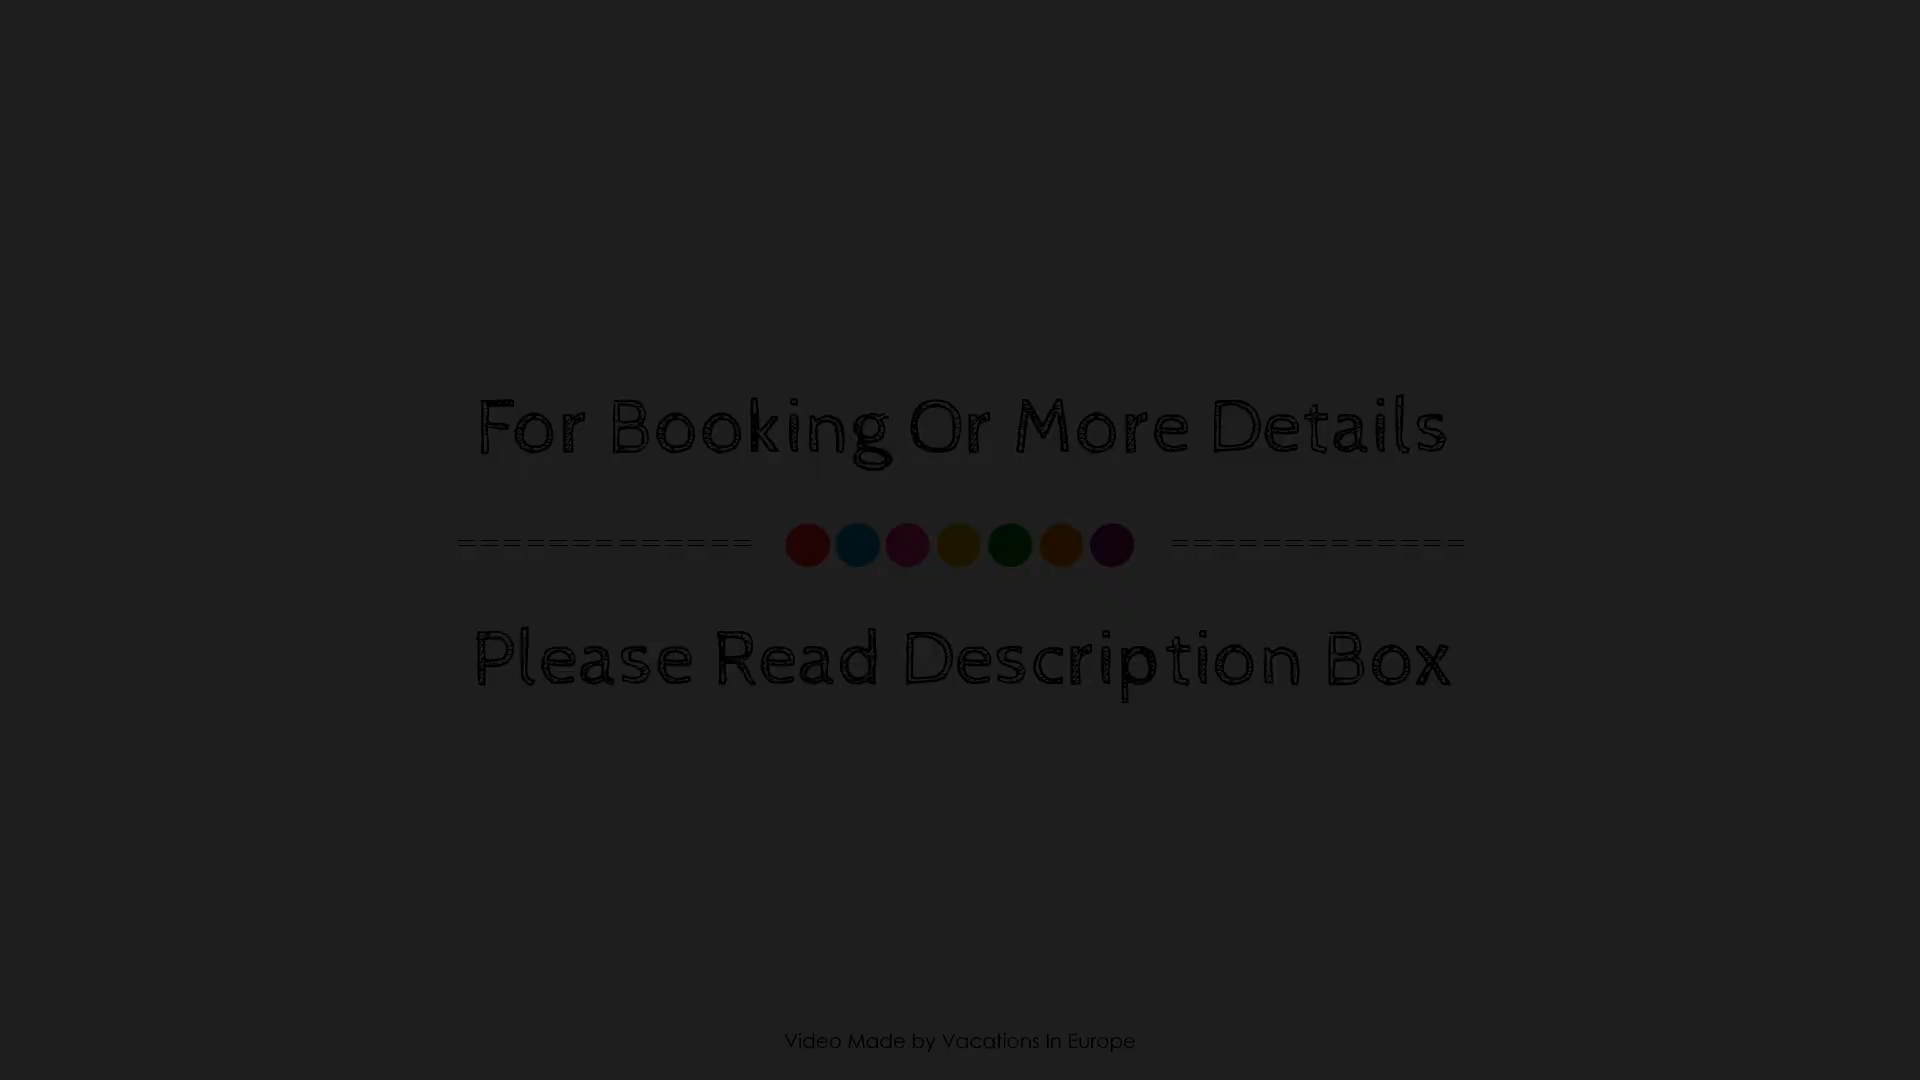 For Booking Or More Details
============= =============
Please Read Description Box
Video Made by Vacations In Europe